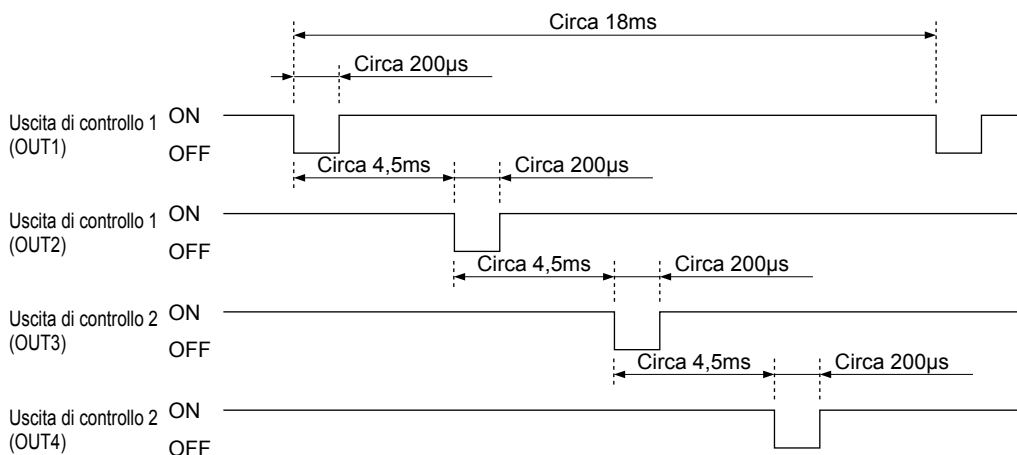 Circa 18ms
Circa 200µs
Uscita di controllo 1 ON
(OUT1) OFF
Circa 4,5ms Circa 200µs
Uscita di controllo 1 ON
(OUT2) OFF
Circa 4,5ms Circa 200µs
Uscita di controllo 2 ON
(OUT3) OFF
Circa 4,5ms Circa 200µs
Uscita di controllo 2 ON
(OUT4) OFF